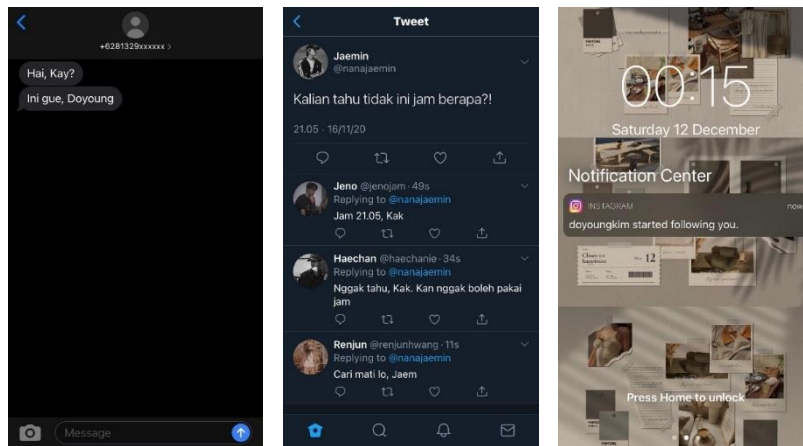 +6281329xxxxxx >
Hai, Kay?
Ini gue, Doyoung
Message
Tweet
Jaemin
@nanajaemin
Kalian tahu tidak ini jam berapa?!
21.05 · 16/11/20
Jeno @jenojam · 49s
Replying to @nanajaemin
Jam 21.05, Kak
Haechan @haechanie · 34s
Replying to @nanajaemin
Nggak tahu, Kak. Kan nggak boleh pakai
jam
Renjun @renjunhwang · 11s
Replying to @nanajaemin
Cari mati lo, Jaem
00:15
Saturday 12 December
Notification Center
INSTAGRAM
now
doyoungkim started following you.
12
Press Home to unlock